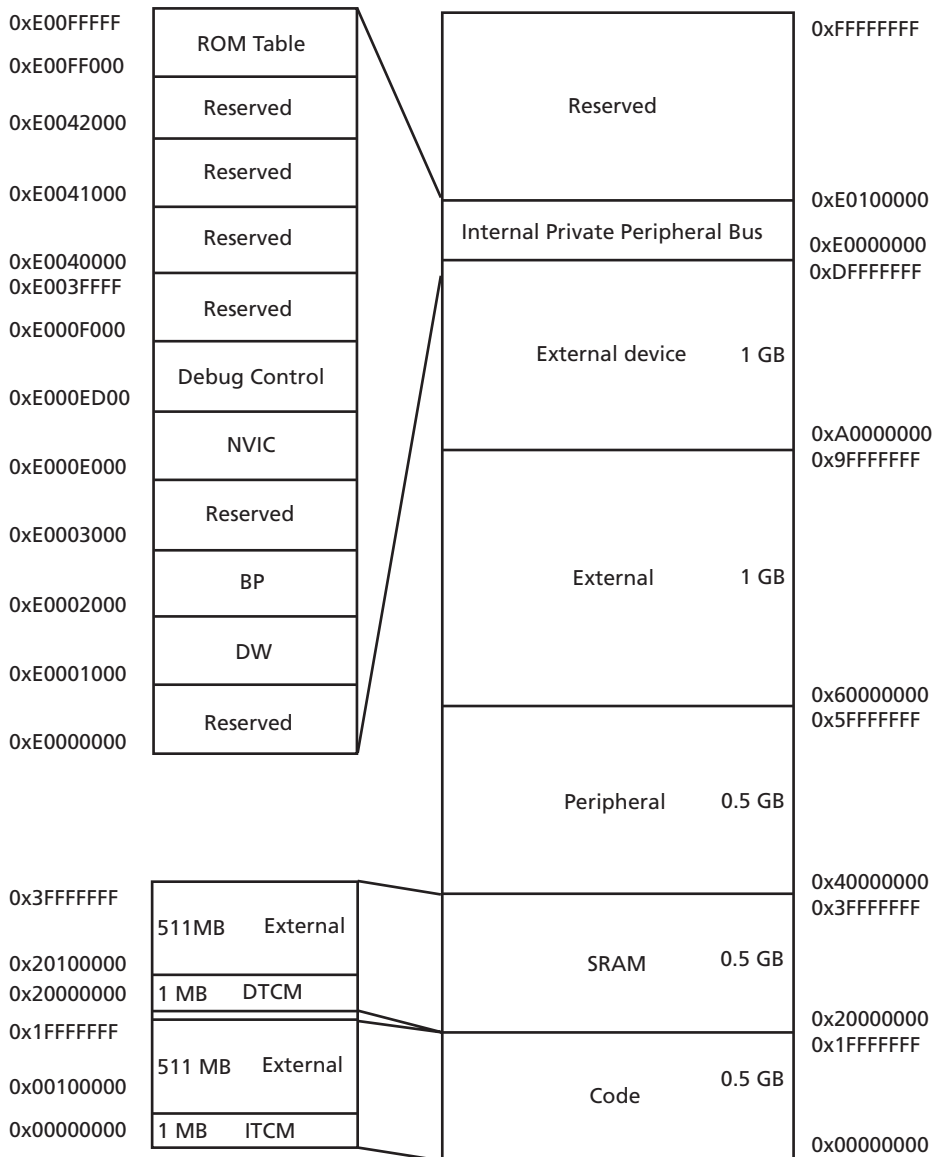 0xE00FFFFF
ROM Table
0xE00FF000
Reserved
0xE0042000
Reserved
0xE0041000
Reserved
0xE0040000
0xE003FFFF
Reserved
0xE000F000
Debug Control
0xE000ED00
NVIC
0xE000E000
Reserved
0xE0003000
BP
0xE0002000
DW
0xE0001000
Reserved
0xE0000000
0x3FFFFFFF
511MB External
0x20100000
0x20000000 1 MB DTCM
0x1FFFFFFF
511 MB External
0x00100000
0x00000000 1 MB ITCM
0xFFFFFFFF
Reserved
0xE0100000
Internal Private Peripheral Bus
0xE0000000
0xDFFFFFFF
External device 1 GB
0xA0000000
0x9FFFFFFF
External 1 GB
0x60000000
0x5FFFFFFF
Peripheral 0.5 GB
0x40000000
0x3FFFFFFF
SRAM 0.5 GB
0x20000000
0x1FFFFFFF
Code 0.5 GB
0x00000000